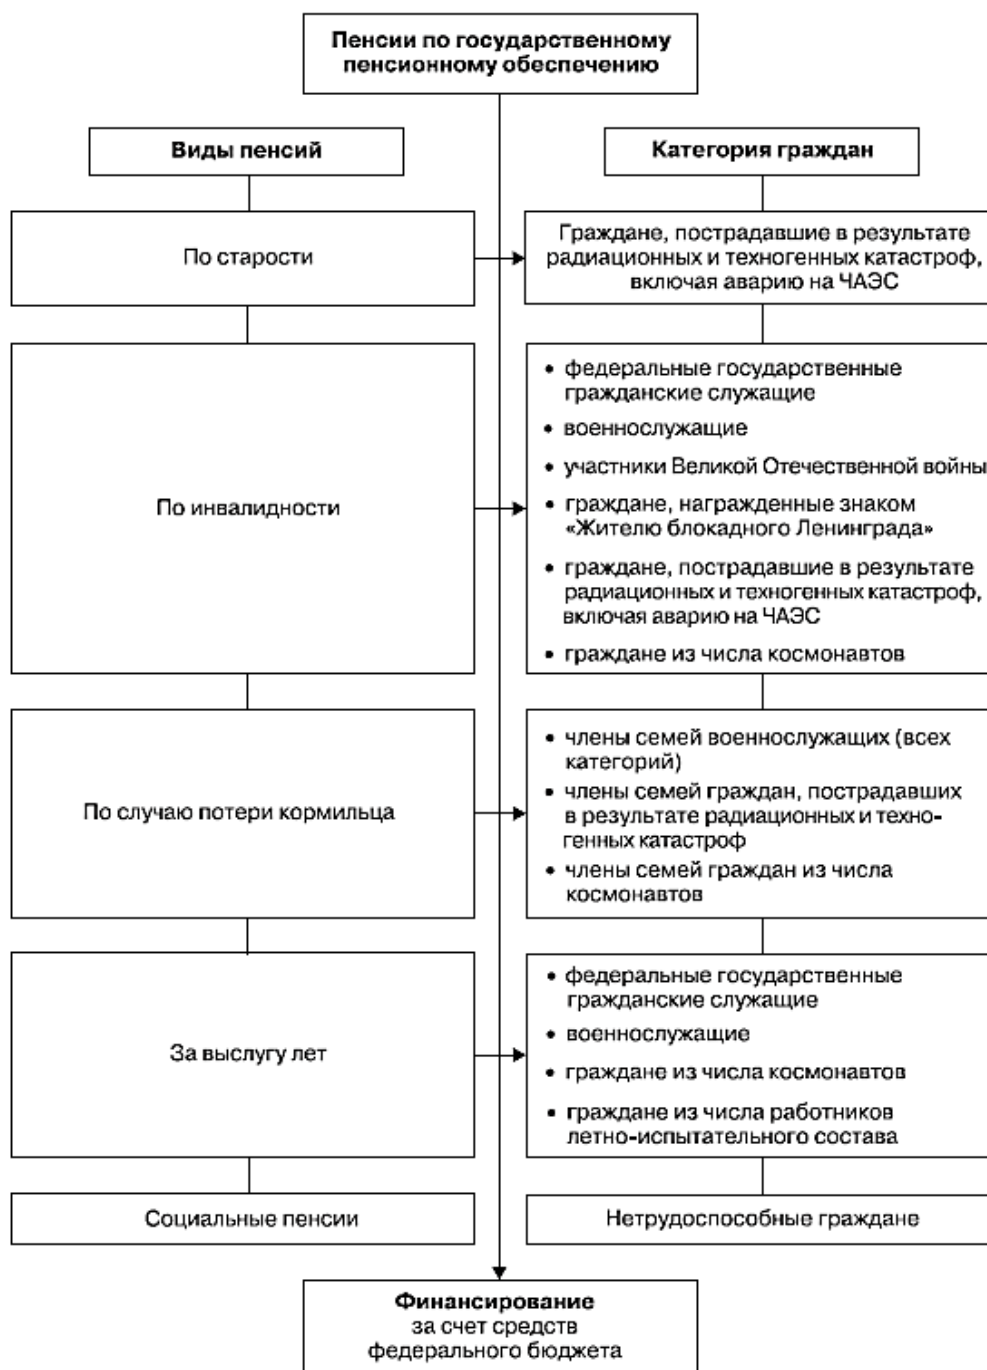 Пенсии по государственному
пенсионному обеспечению
Виды пенсий
Категория граждан
По старости
Граждане, пострадавшие в результате
радиационных и техногенных катастроф,
включая аварию на ЧАЭС
По инвалидности
• федеральные государственные
гражданские служащие
• военнослужащие
• участники Великой Отечественной войны
• граждане, награжденные знаком
«Жителю блокадного Ленинграда»
• граждане, пострадавшие в результате
радиационных и техногенных катастроф,
включая аварию на ЧАЭС
• граждане из числа космонавтов
По случаю потери кормильца
• члены семей военнослужащих (всех
категорий)
• члены семей граждан, пострадавших
в результате радиационных и техно-
генных катастроф
• члены семей граждан из числа
космонавтов
За выслугу лет
• федеральные государственные
гражданские служащие
• военнослужащие
• граждане из числа космонавтов
• граждане из числа работников
летно-испытательного состава
Социальные пенсии
Нетрудоспособные граждане
Финансирование
за счет средств
федерального бюджета